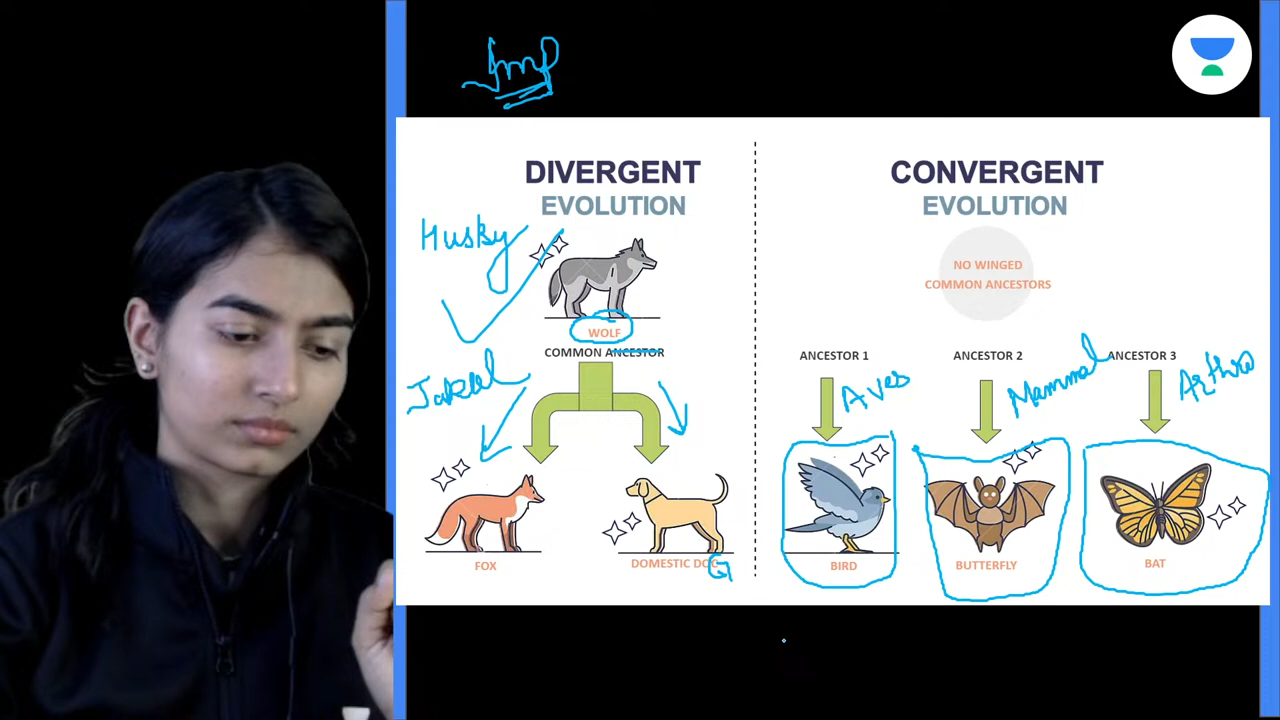 Imp
DIVERGENT
EVOLUTION
Husky
WOLF
COMMON ANCESTOR
Jakal
FOX
DOMESTIC DOG
CONVERGENT
EVOLUTION
NO WINGED
COMMON ANCESTORS
ANCESTOR 1
ANCESTOR 2
ANCESTOR 3
Aves
Mammal
Arthro
BIRD
BUTTERFLY
BAT